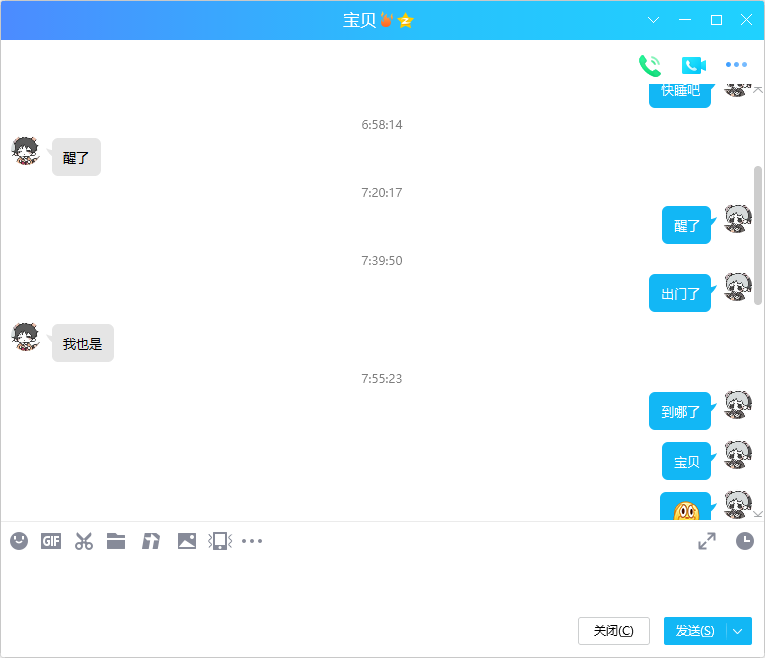 宝贝
快睡吧
6:58:14
醒了
7:20:17
醒了
7:39:50
出门了
我也是
7:55:23
到哪了
宝贝
GIF
关闭(C)
发送(S)